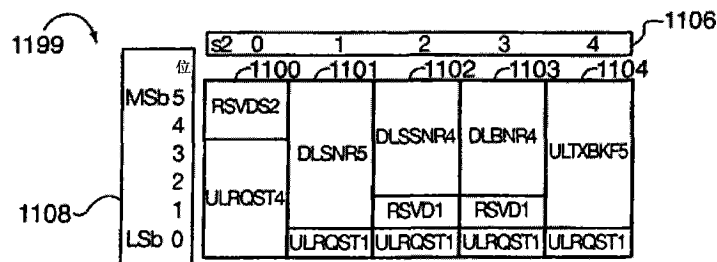 1199
1106
s2 0 1 2 3 4
位
1100 1101 1102 1103 1104
MSb 5
4
3
2
1
LSb 0
1108
RSVDS2
ULRQST4
DLSNR5
ULRQST1
DLSSNR4
RSVD1
ULRQST1
DLBNR4
RSVD1
ULRQST1
ULTXBKF5
ULRQST1